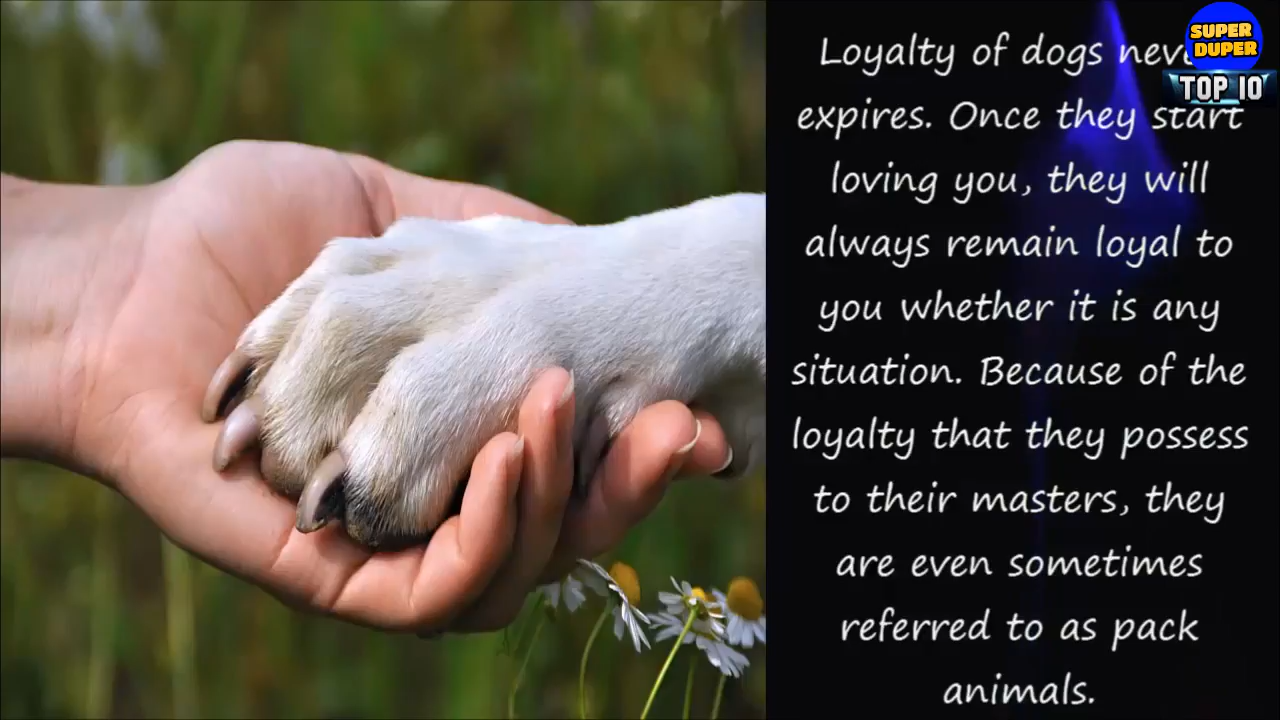 Loyalty of dogs
expires. Once they start
loving you, they will
always remain loyal to
you whether it is any
situation. Because of the
loyalty that they possess
to their masters, they
are even sometimes
referred to as pack
animals.
SUPER
DUPER
TOP 10